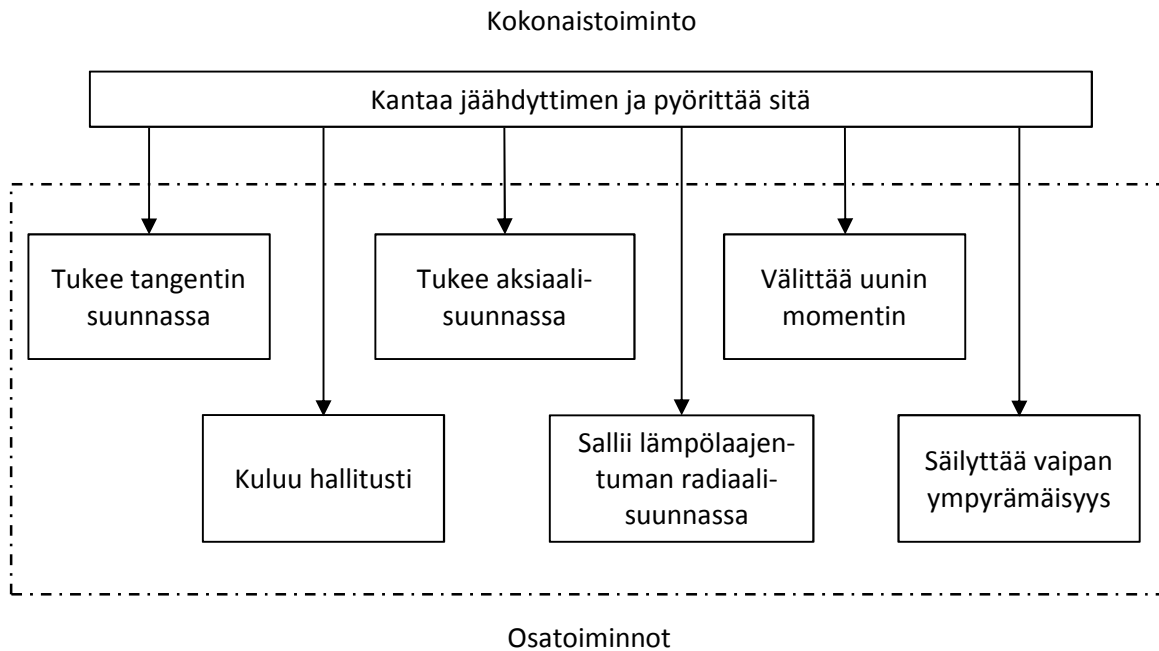 Kokonaistoiminto
Kantaa jäähdyttimen ja pyörittää sitä
Tukee tangentin
suunnassa
Tukee aksiaali-
suunnassa
Välittää uunin
momentin
Kuluu hallitusti
Sallii lämpölaajen-
tuman radiaali-
suunnassa
Säilyttää vaipan
ympyrämäisyys
Osatoiminnot